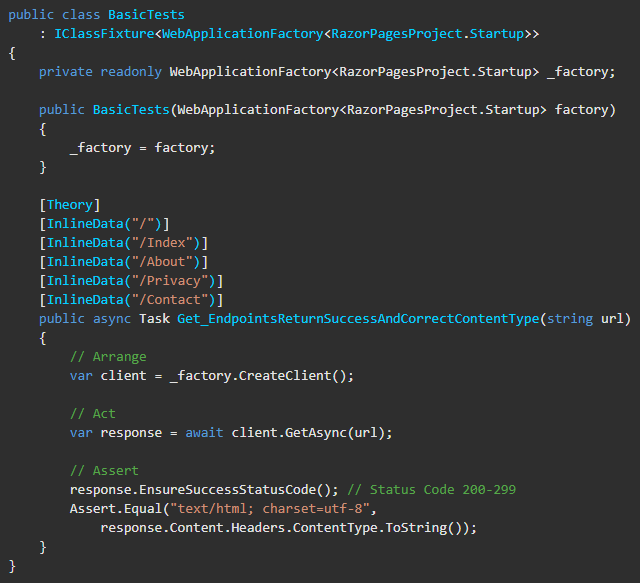 public class BasicTests
    : IClassFixture<WebApplicationFactory<RazorPagesProject.Startup>>
{
    private readonly WebApplicationFactory<RazorPagesProject.Startup> _factory;

    public BasicTests(WebApplicationFactory<RazorPagesProject.Startup> factory)
    {
        _factory = factory;
    }

    [Theory]
    [InlineData("/")]
    [InlineData("/Index")]
    [InlineData("/About")]
    [InlineData("/Privacy")]
    [InlineData("/Contact")]
    public async Task Get_EndpointsReturnSuccessAndCorrectContentType(string url)
    {
        // Arrange
        var client = _factory.CreateClient();

        // Act
        var response = await client.GetAsync(url);

        // Assert
        response.EnsureSuccessStatusCode(); // Status Code 200-299
        Assert.Equal("text/html; charset=utf-8",
            response.Content.Headers.ContentType.ToString());
    }
}